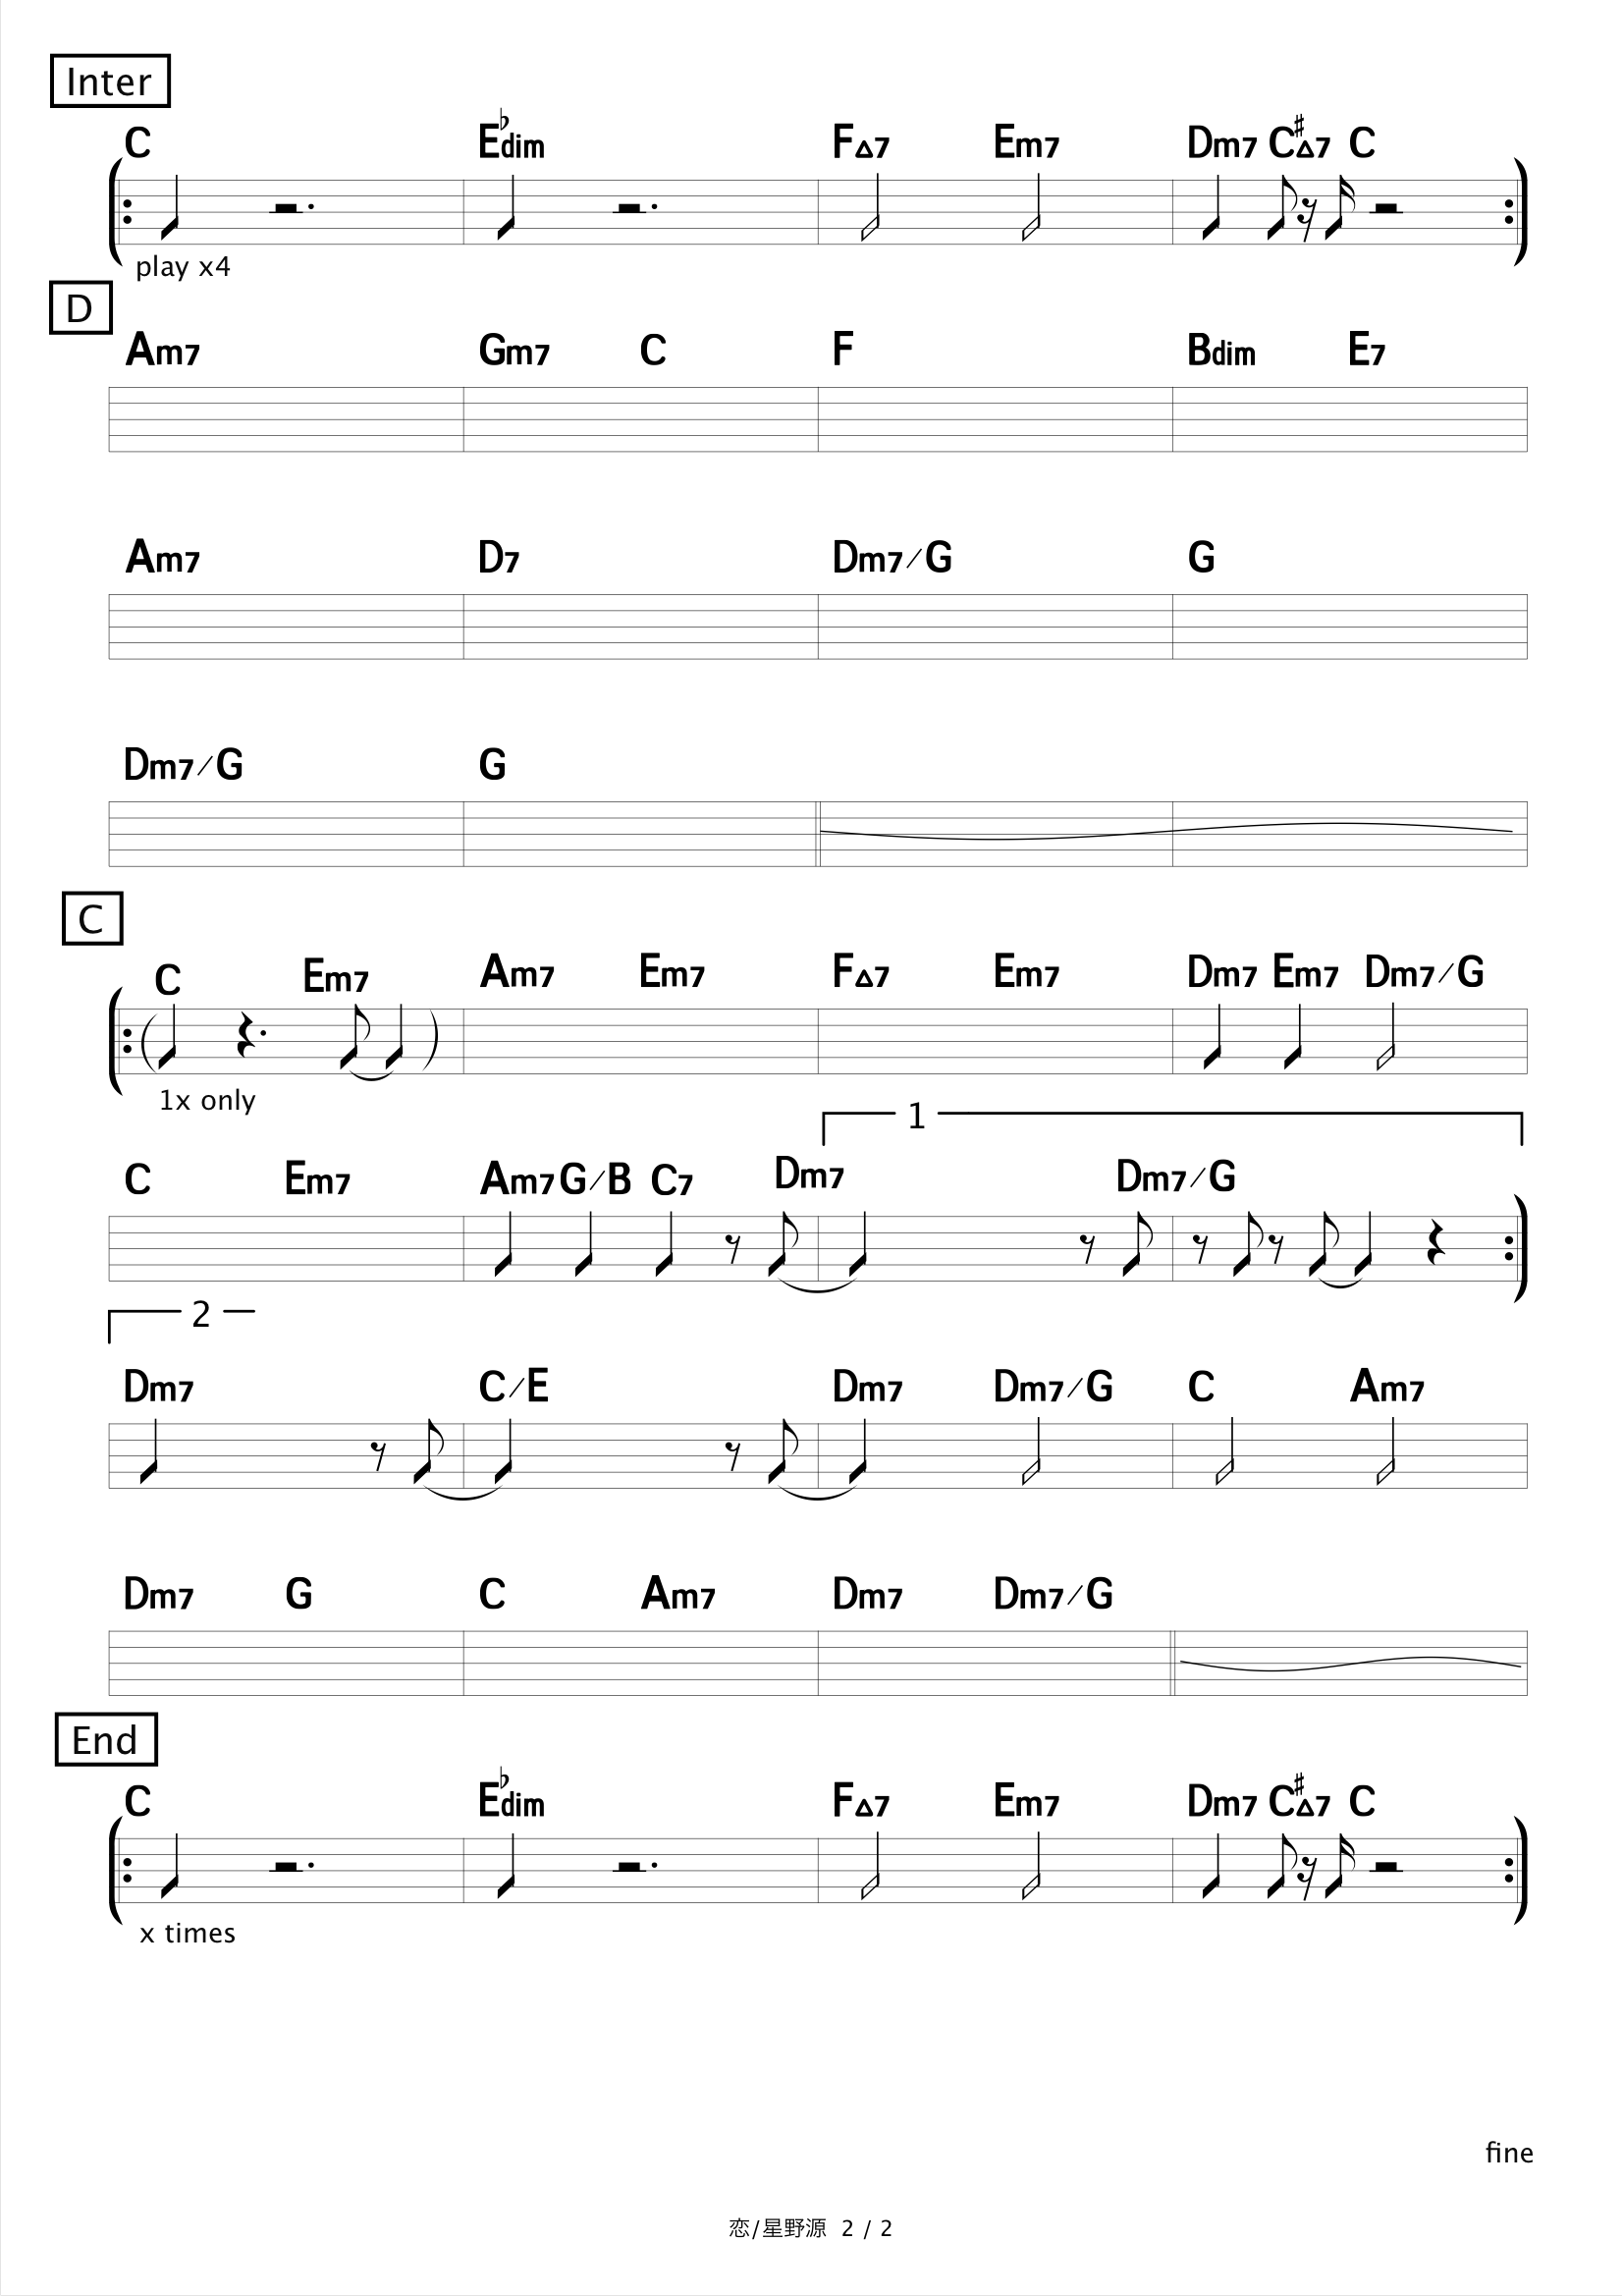 Inter
C E♭dim F△7 Em7 Dm7 C♯△7 C
play x4
D
Am7 Gm7 C F Bdim E7
Am7 D7 Dm7/G G
Dm7/G G
C
C Em7 Am7 Em7 F△7 Em7 Dm7 Em7 Dm7/G
1x only
1
C Em7 Am7 G/B C7 Dm7 Dm7/G
2
Dm7 C/E Dm7 Dm7/G C Am7
Dm7 G C Am7 Dm7 Dm7/G
End
C E♭dim F△7 Em7 Dm7 C♯△7 C
x times
fine
恋/星野源 2 / 2